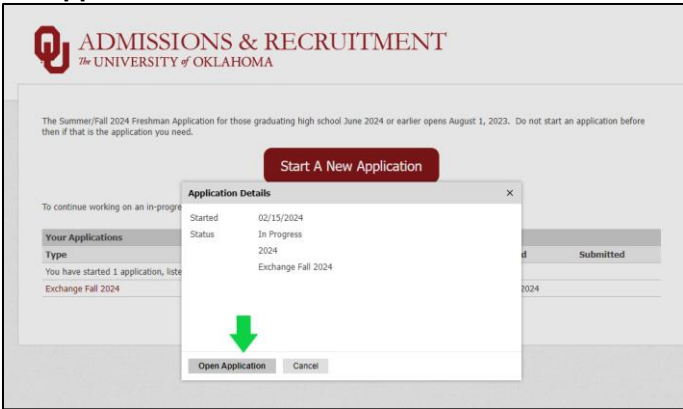 ADMISSIONS & RECRUITMENT
The UNIVERSITY of OKLAHOMA
The Summer/Fall 2024 Freshman Application for those graduating high school June 2024 or earlier opens August 1, 2023. Do not start an application before
then if that is the application you need.
Start A New Application
To continue working on an in-progre
Application Details ×
Started 02/15/2024
Status In Progress
2024
Exchange Fall 2024
Open Application Cancel
Your Applications
Type d Submitted
You have started 1 application, liste
Exchange Fall 2024 2024